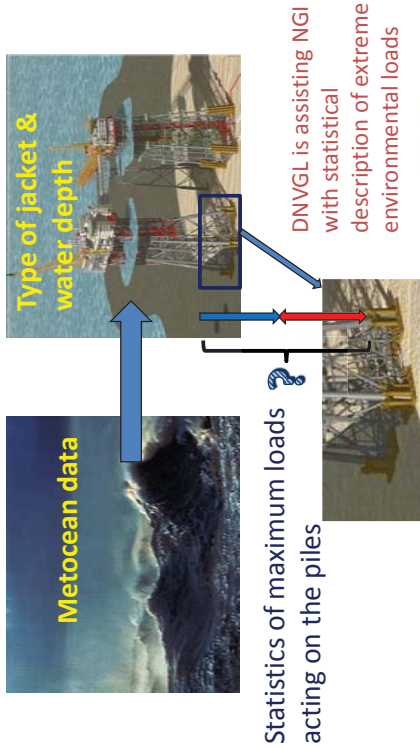 Metocean data
Type of jacket &
water depth
Statistics of maximum loads
acting on the piles
?
DNVGL is assisting NGI
with statistical
description of extreme
environmental loads